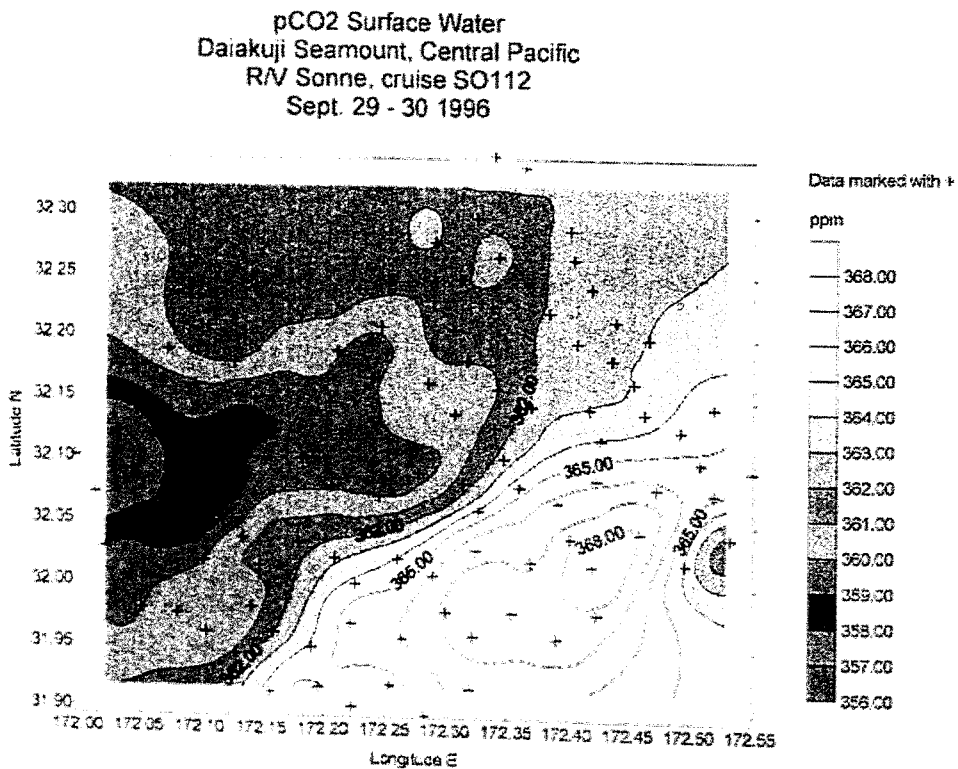 pCO2 Surface Water
Daiakuji Seamount, Central Pacific
R/V Sonne, cruise SO112
Sept. 29 - 30 1996
Data marked with +
ppm
368.00
367.00
366.00
365.00
364.00
363.00
362.00
361.00
360.00
359.00
358.00
357.00
356.00
Latitude N
32.30
32.25
32.20
32.15
32.10
32.05
32.00
31.95
31.90
365.00
368.00
365.00
362.00
172.00 172.05 172.10 172.15 172.20 172.25 172.30 172.35 172.40 172.45 172.50 172.55
Longitude E